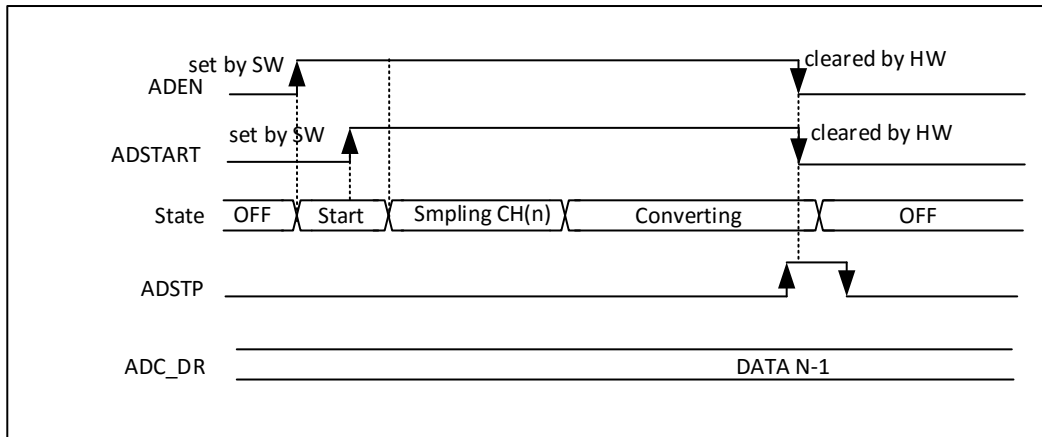 set by SW
cleared by HW
ADEN
set by SW
cleared by HW
ADSTART
State OFF Start Smpling CH(n) Converting OFF
ADSTP
ADC_DR DATA N-1